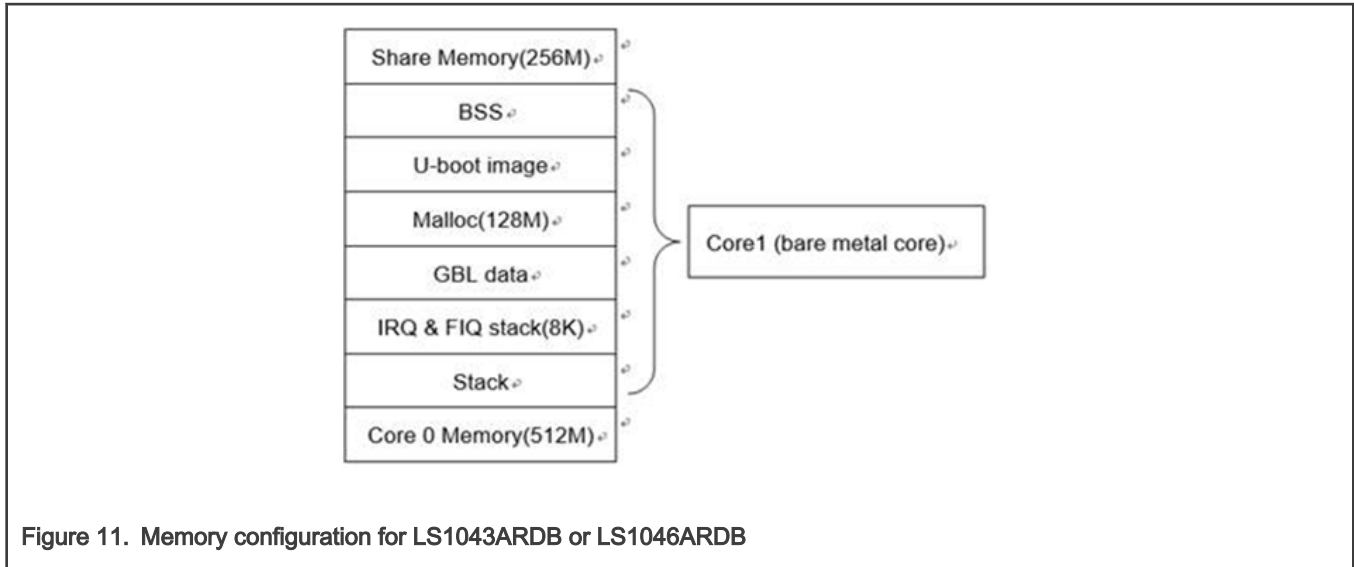 Share Memory(256M)
BSS
U-boot image
Malloc(128M)
GBL data
IRQ & FIQ stack(8K)
Stack
Core 0 Memory(512M)
Core1 (bare metal core)
Figure 11. Memory configuration for LS1043ARDB or LS1046ARDB